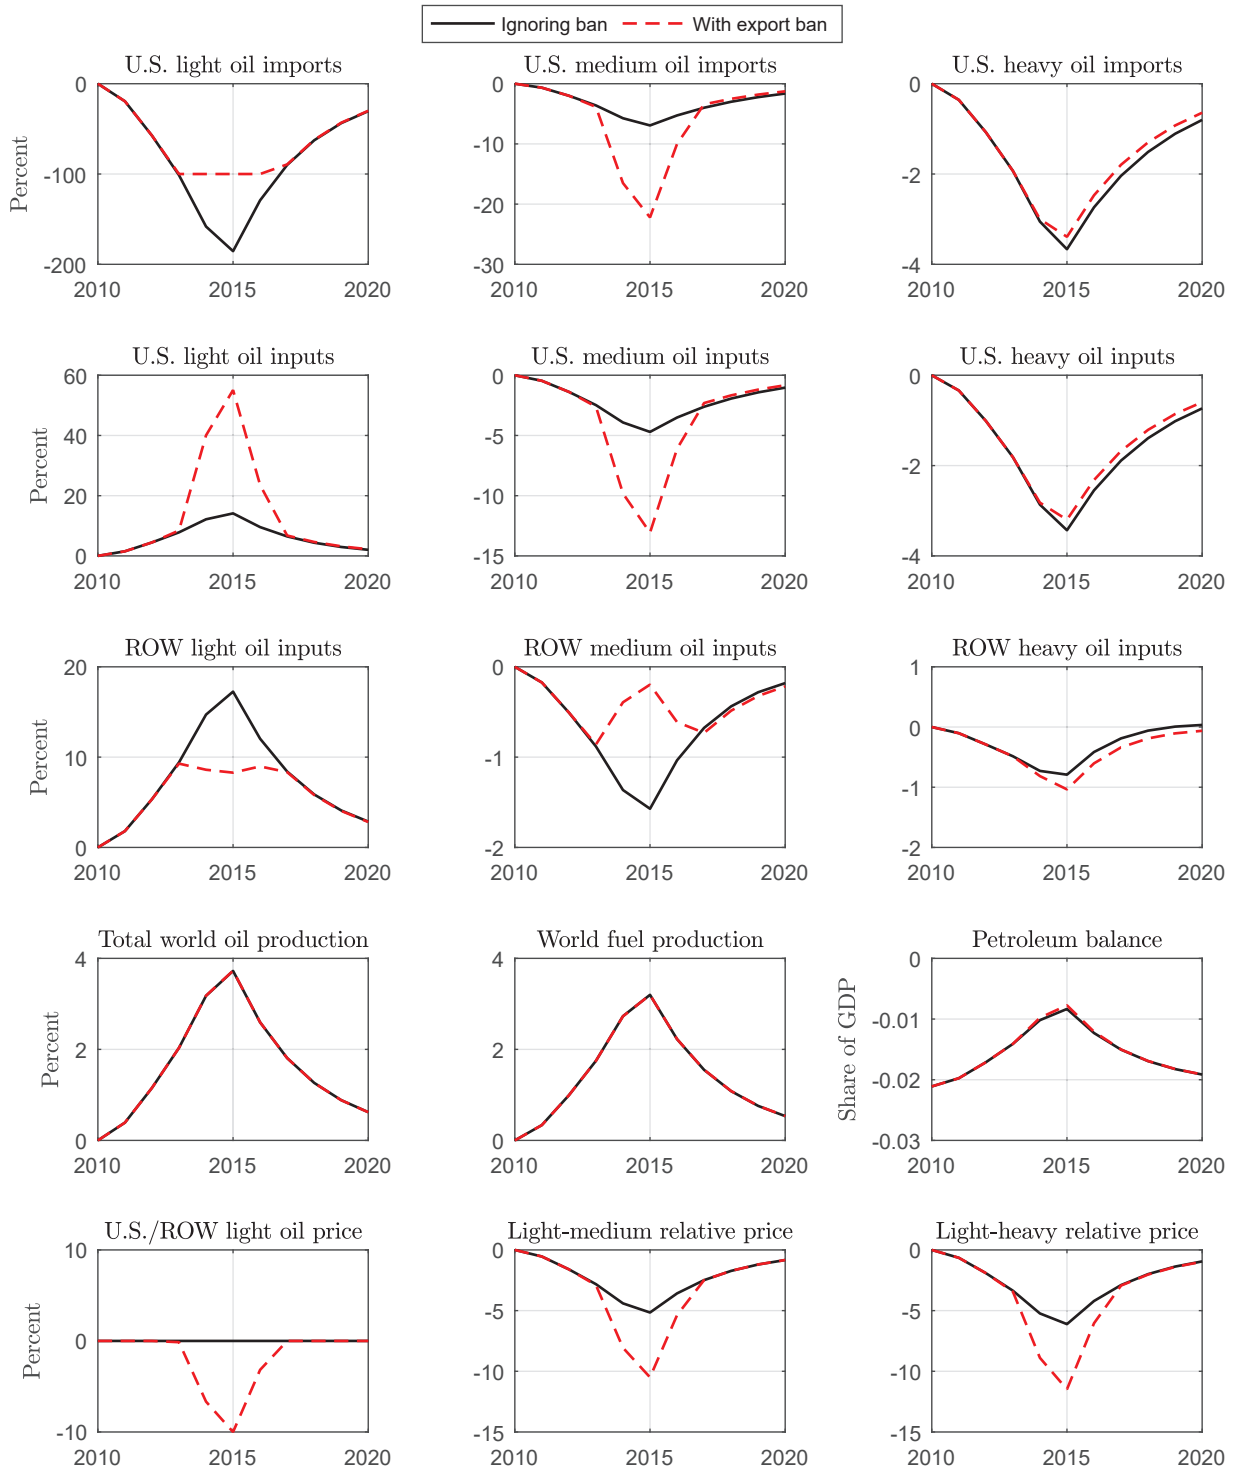 Ignoring ban With export ban
U.S. light oil imports U.S. medium oil imports U.S. heavy oil imports
Percent
0
-100
-200
2010 2015 2020
0
-10
-20
-30
2010 2015 2020
0
-2
-4
2010 2015 2020
U.S. light oil inputs U.S. medium oil inputs U.S. heavy oil inputs
Percent
60
40
20
0
2010 2015 2020
0
-5
-10
-15
2010 2015 2020
0
-2
-4
2010 2015 2020
ROW light oil inputs ROW medium oil inputs ROW heavy oil inputs
Percent
20
10
0
2010 2015 2020
0
-1
-2
2010 2015 2020
1
0
-1
-2
2010 2015 2020
Total world oil production World fuel production Petroleum balance
Percent
4
2
0
2010 2015 2020
4
2
0
2010 2015 2020
Share of GDP
0
-0.01
-0.02
-0.03
2010 2015 2020
U.S./ROW light oil price Light-medium relative price Light-heavy relative price
Percent
10
0
-10
2010 2015 2020
0
-5
-10
-15
2010 2015 2020
0
-5
-10
-15
2010 2015 2020